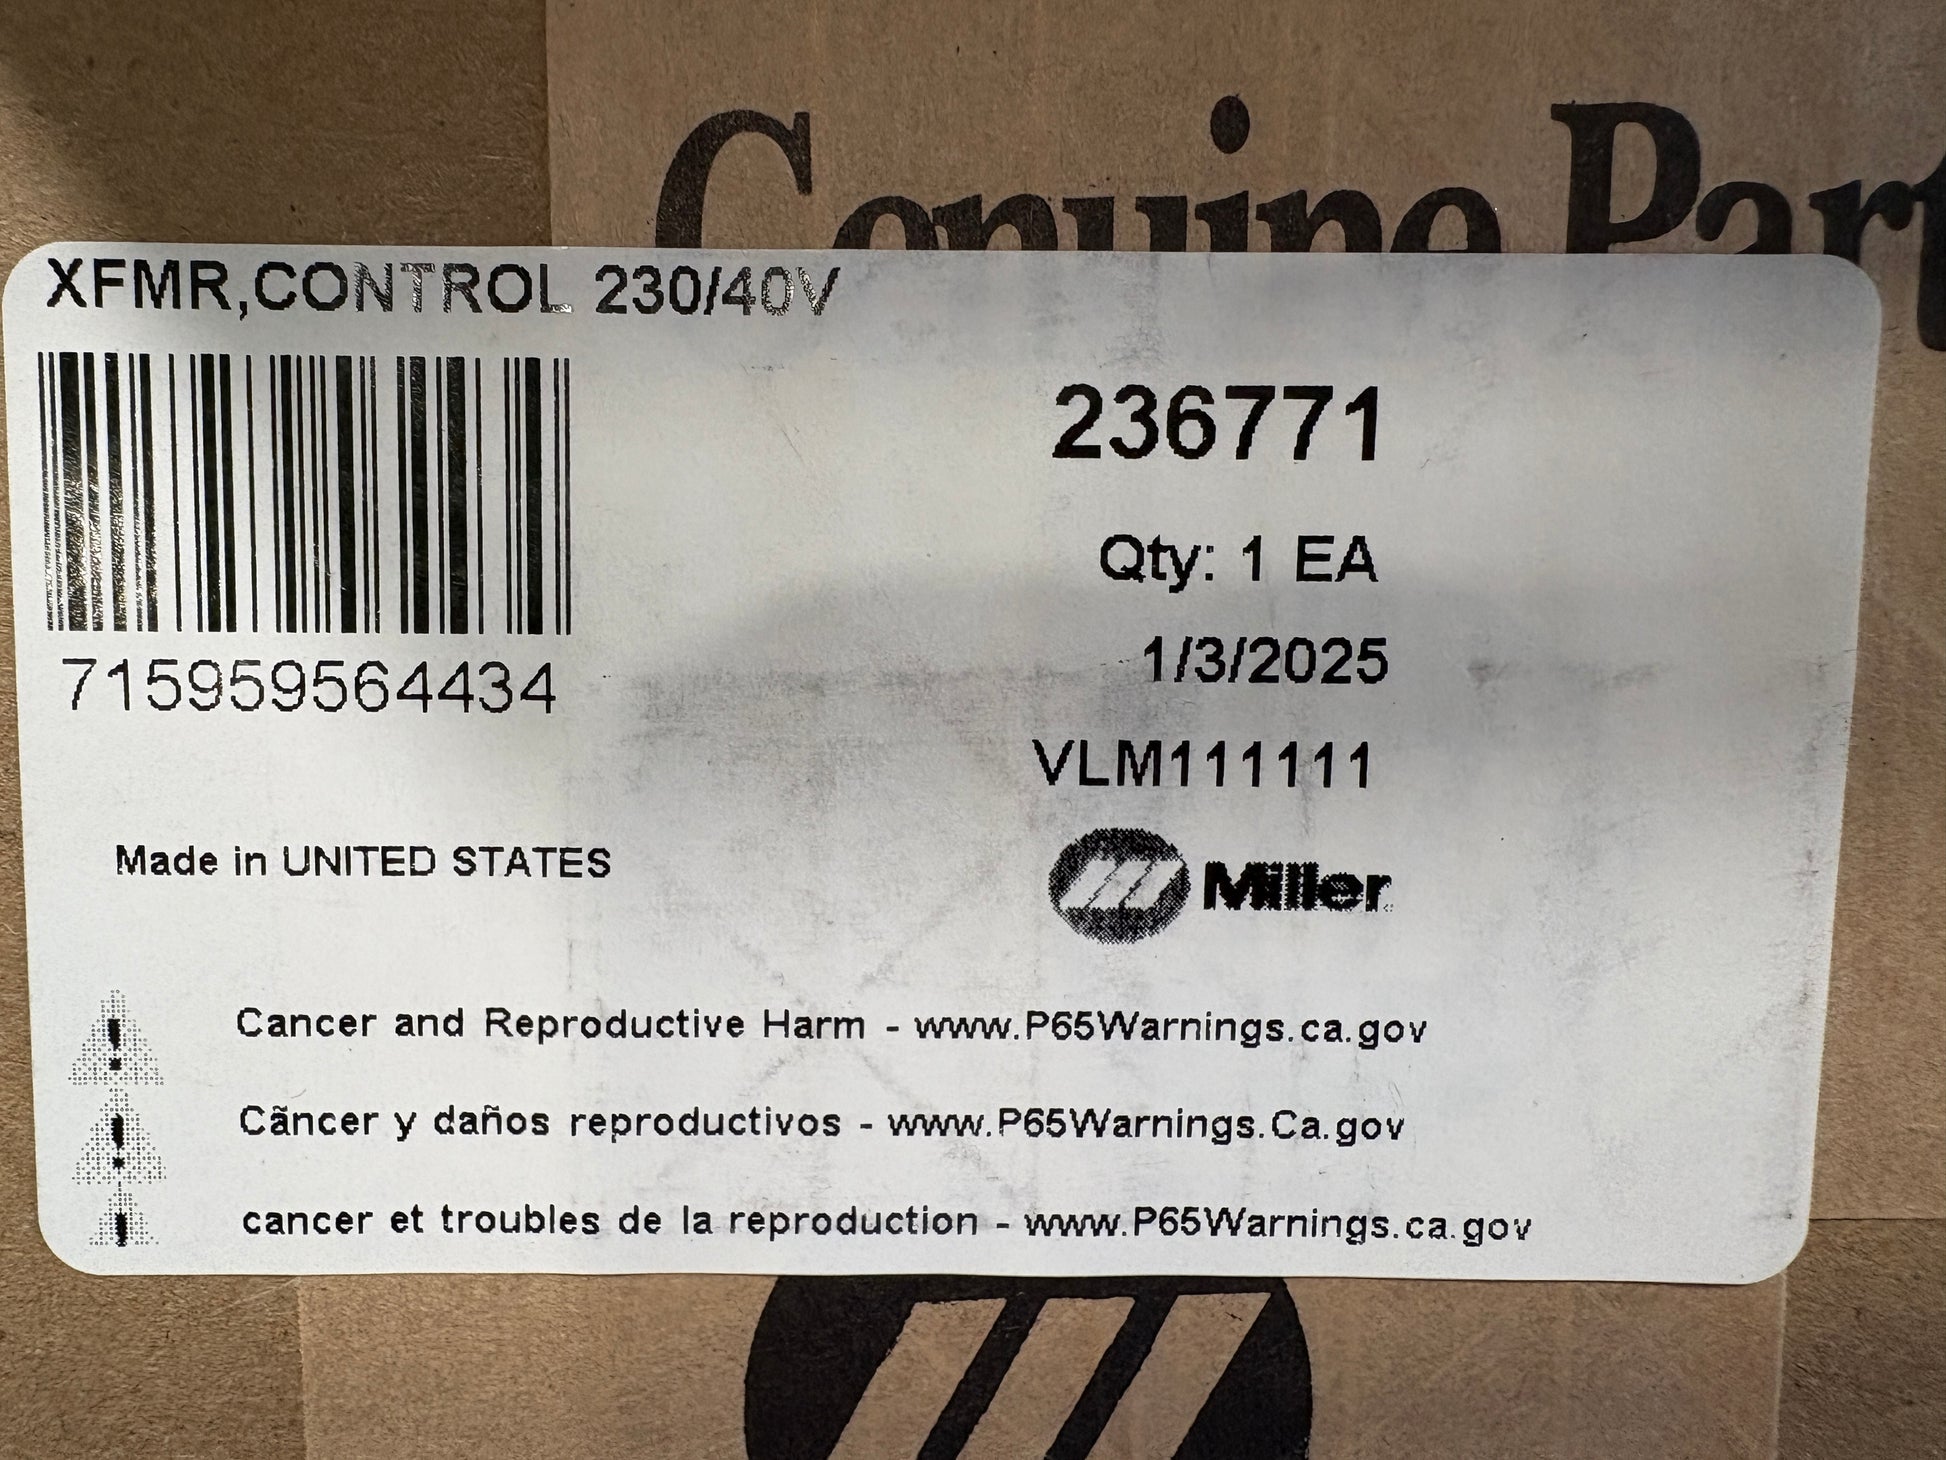 Genuine Part
XFMR,CONTROL 230/40V
715959564434
236771
Qty: 1 EA
1/3/2025
VLM111111
Made in UNITED STATES
Miller
Cancer and Reproductive Harm - www.P65Warnings.ca.gov
Cãncer y daños reproductivos - www.P65Warnings.Ca.gov
cancer et troubles de la reproduction - www.P65Warnings.ca.gov